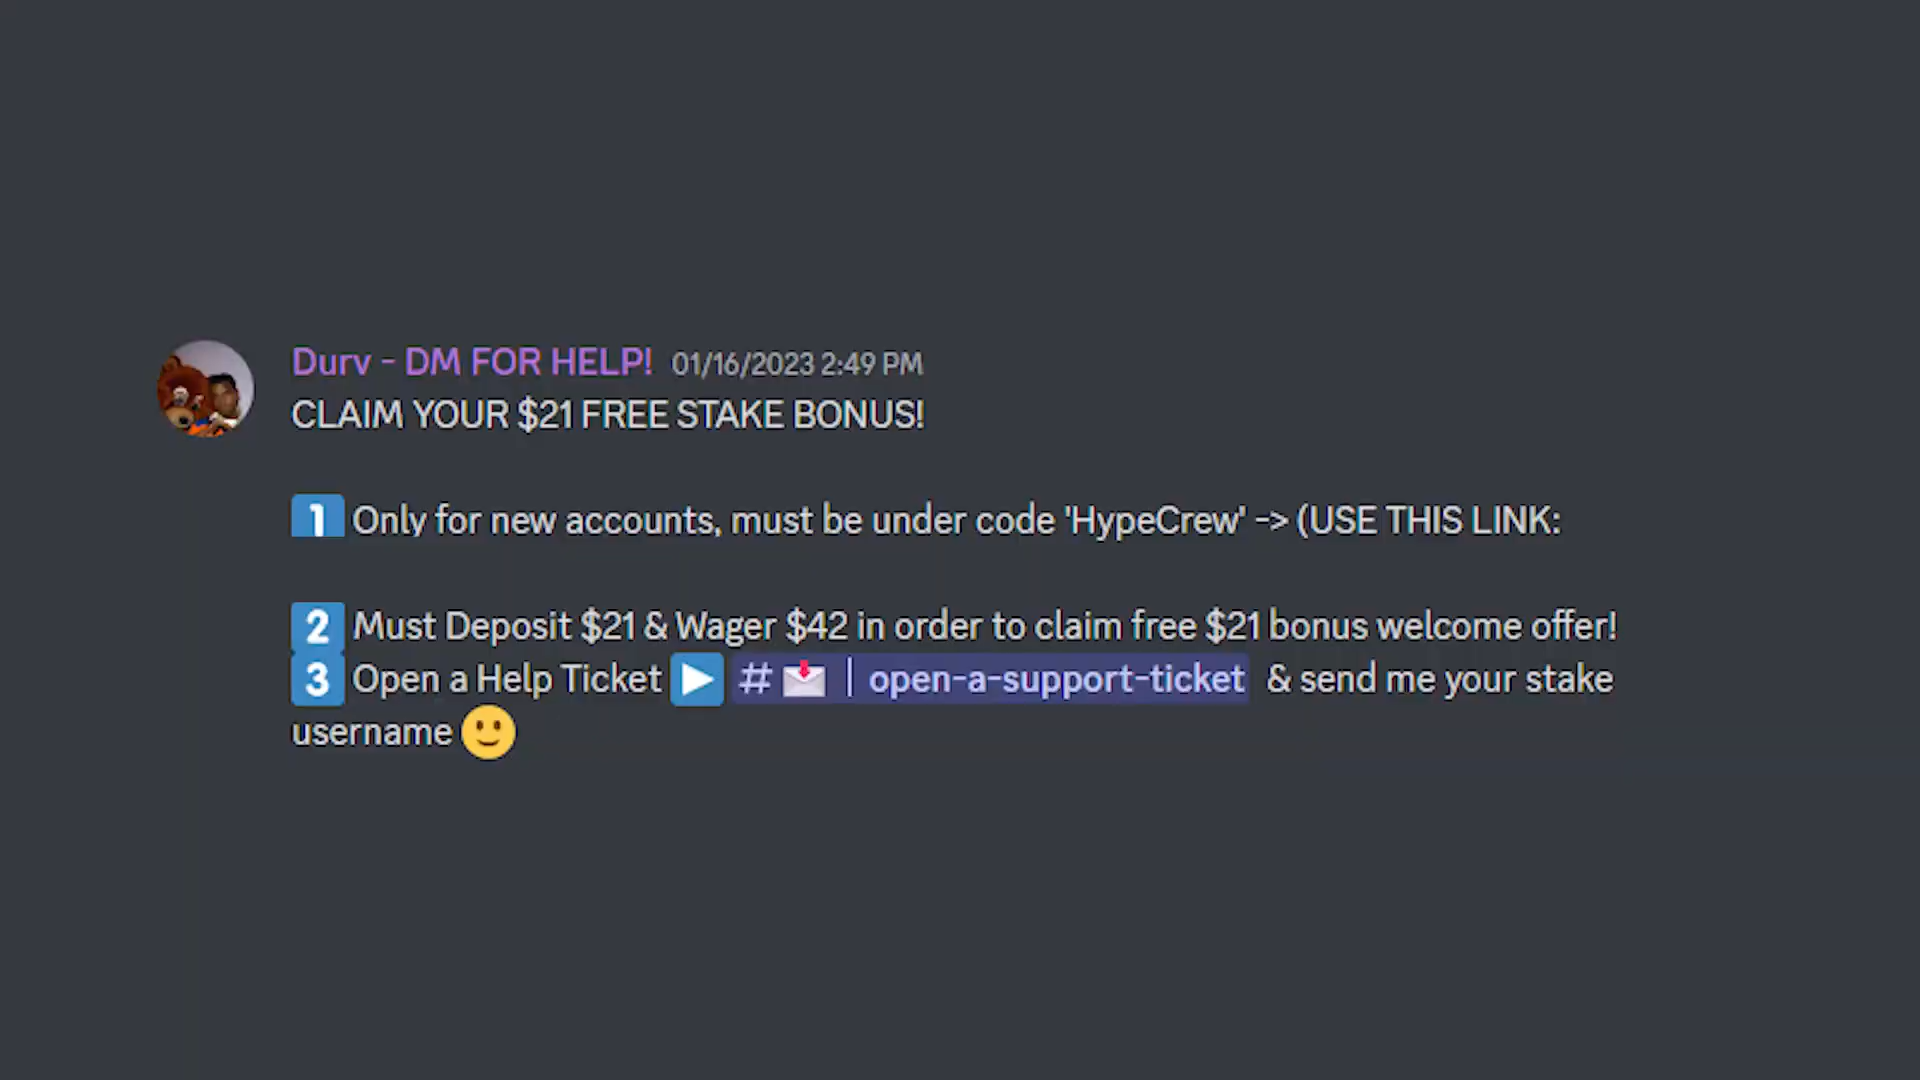 Durv - DM FOR HELP! 01/16/2023 2:49 PM
CLAIM YOUR $21 FREE STAKE BONUS!
1 Only for new accounts, must be under code 'HypeCrew' -> (USE THIS LINK:
2 Must Deposit $21 & Wager $42 in order to claim free $21 bonus welcome offer!
3 Open a Help Ticket ▶ # 📩 | open-a-support-ticket & send me your stake
username 🙂